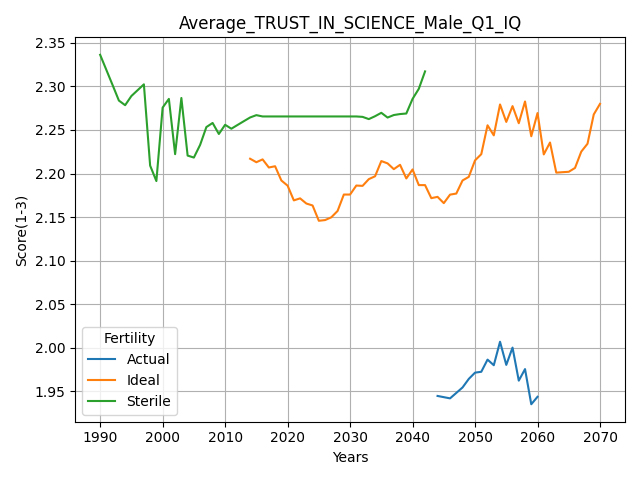 Average_TRUST_IN_SCIENCE_Male_Q1_IQ
Score(1-3)
2.35
2.30
2.25
2.20
2.15
2.10
2.05
2.00
1.95
Fertility
Actual
Ideal
Sterile
1990 2000 2010 2020 2030 2040 2050 2060 2070
Years